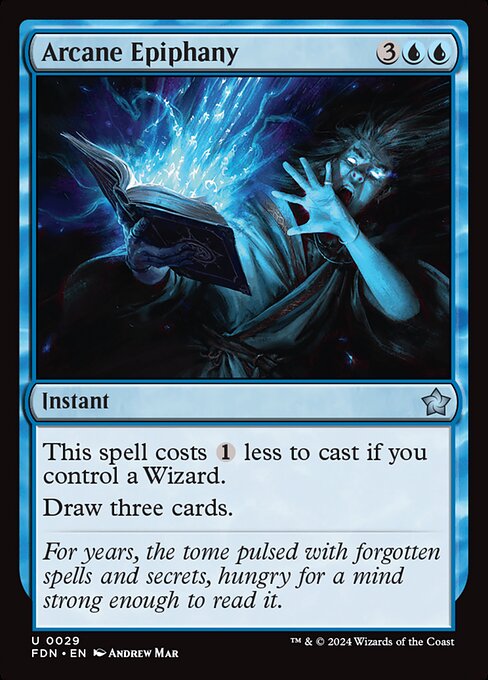 Arcane Epiphany 3
Instant
This spell costs 1 less to cast if you
control a Wizard.
Draw three cards.
For years, the tome pulsed with forgotten
spells and secrets, hungry for a mind
strong enough to read it.
U 0029
FDN • EN Andrew Mar
™ & © 2024 Wizards of the Coast